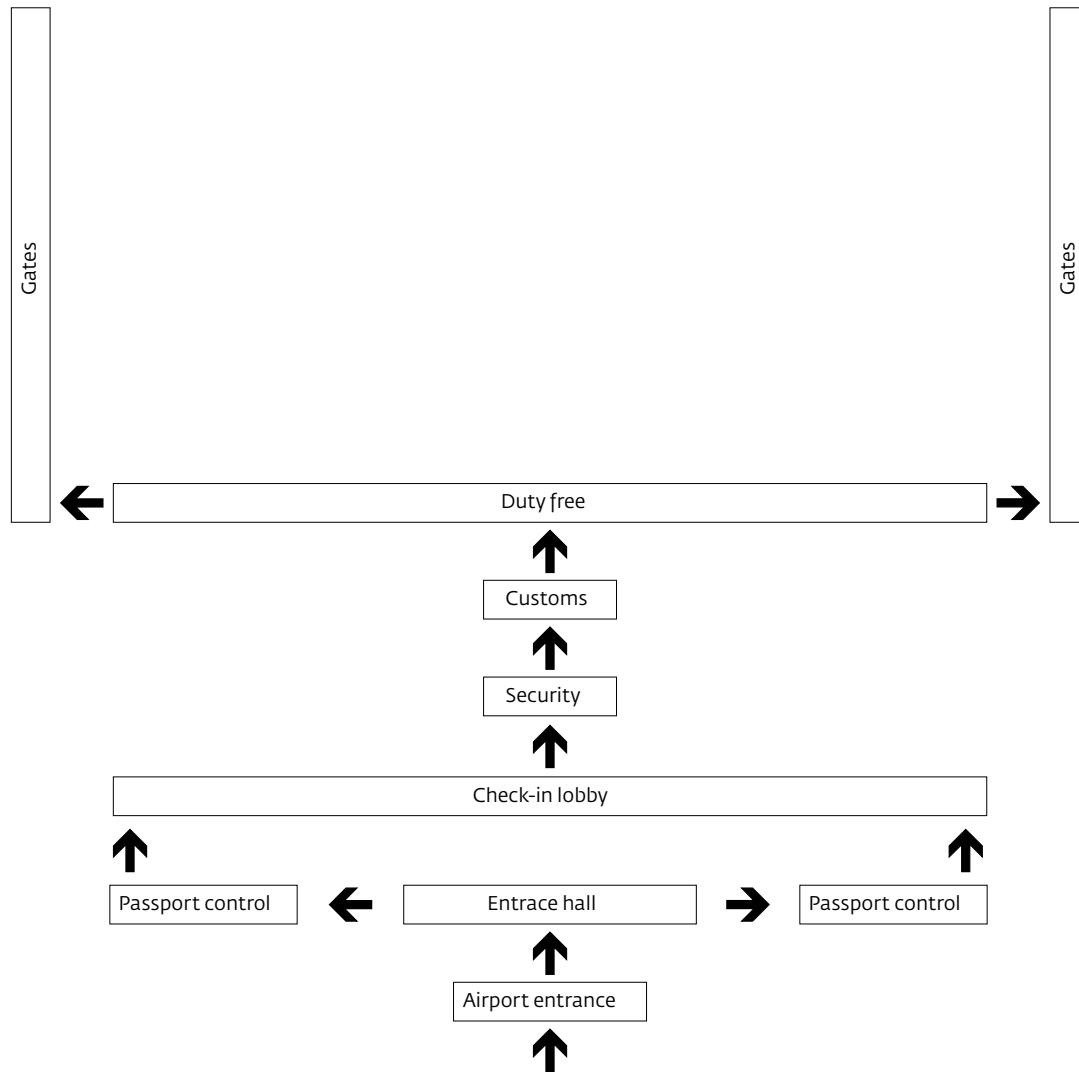 Gates
Gates
Duty free
Customs
Security
Check-in lobby
Passport control
Entrace hall
Passport control
Airport entrance